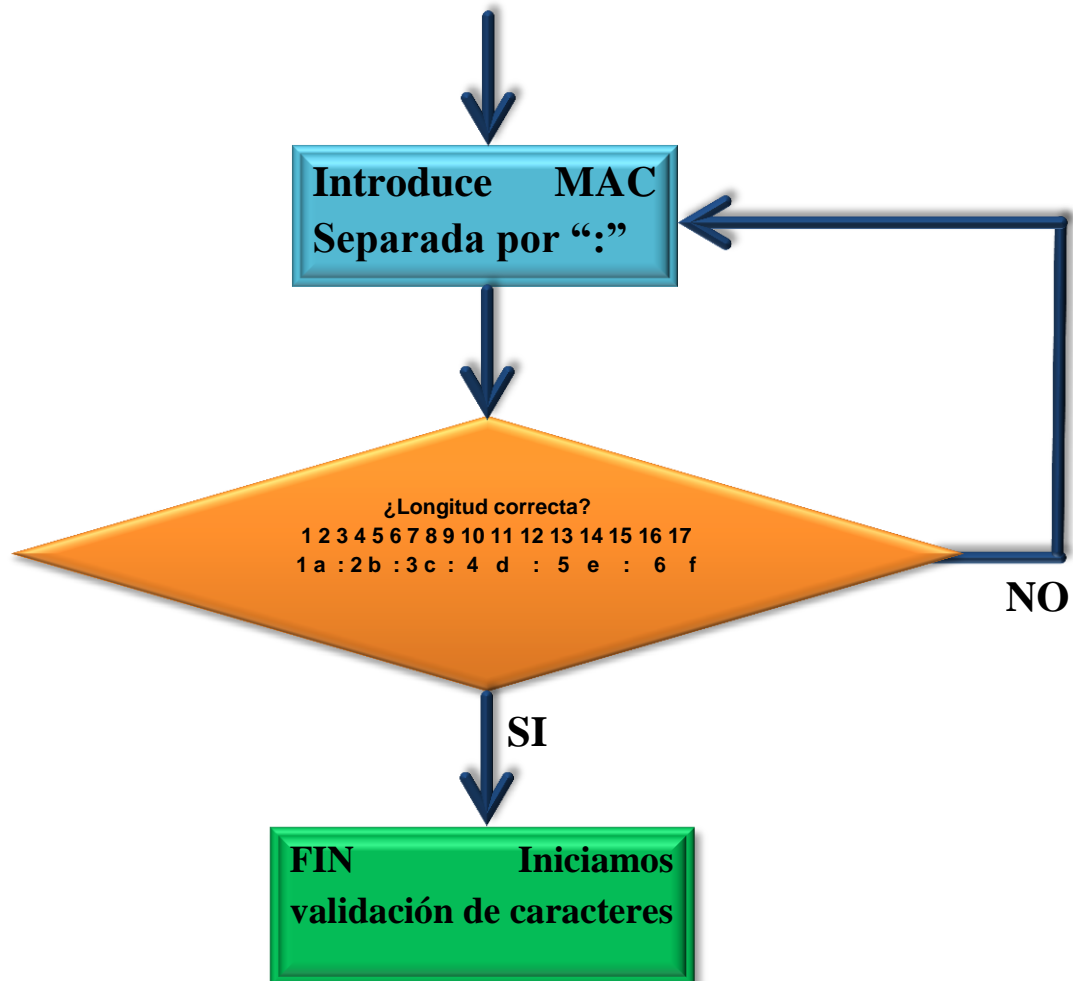 Introduce MAC
Separada por “:”
¿Longitud correcta?
1 2 3 4 5 6 7 8 9 10 11 12 13 14 15 16 17
1 a : 2 b : 3 c : 4 d : 5 e : 6 f
NO
SI
FIN Iniciamos
validación de caracteres